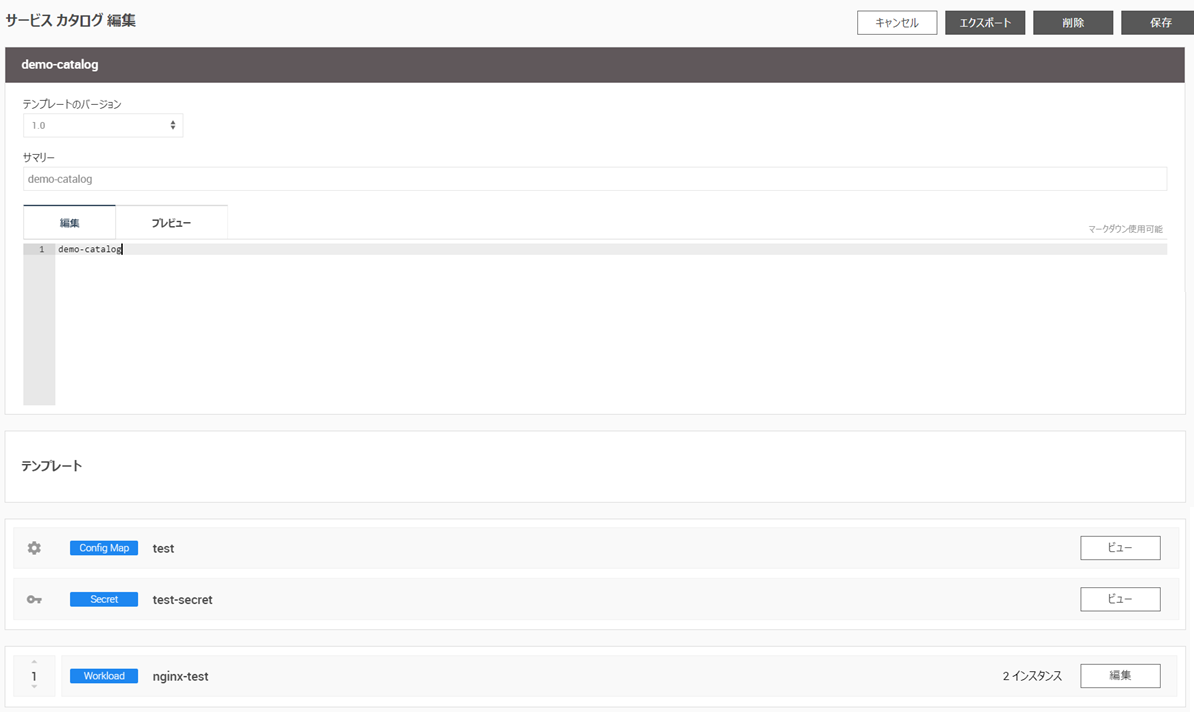 サービス カタログ 編集
キャンセル エクスポート 削除 保存
demo-catalog
テンプレートのバージョン
1.0
サマリー
demo-catalog
編集 プレビュー
マークダウン使用可能
1 demo-catalog
テンプレート
Config Map test ビュー
Secret test-secret ビュー
1 Workload nginx-test 2 インスタンス 編集